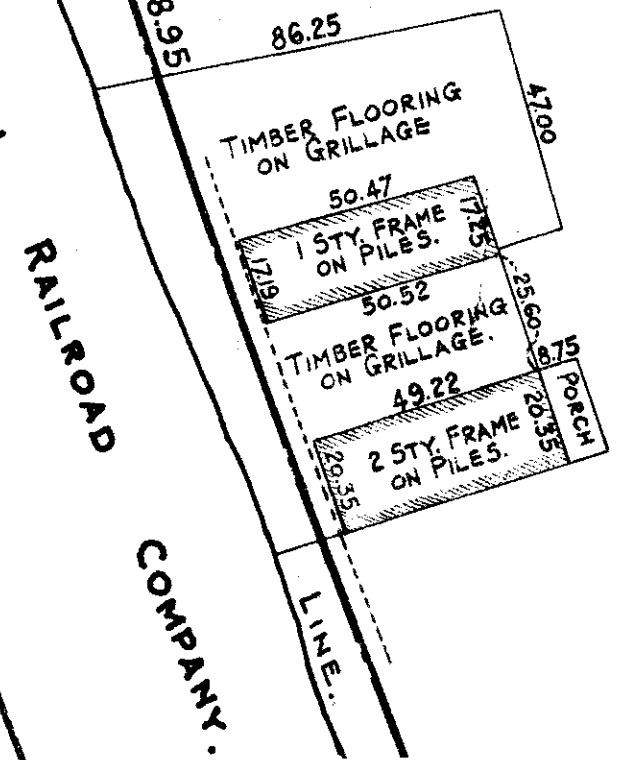 8.95
86.25
47.00
TIMBER FLOORING
ON GRILLAGE
50.47
17.25
1 STY. FRAME
ON PILES.
17.19
50.52
25.60
TIMBER FLOORING
ON GRILLAGE.
49.22
8.75
PORCH
20.35
2 STY. FRAME
ON PILES.
20.35
RAILROAD
COMPANY.
LINE.